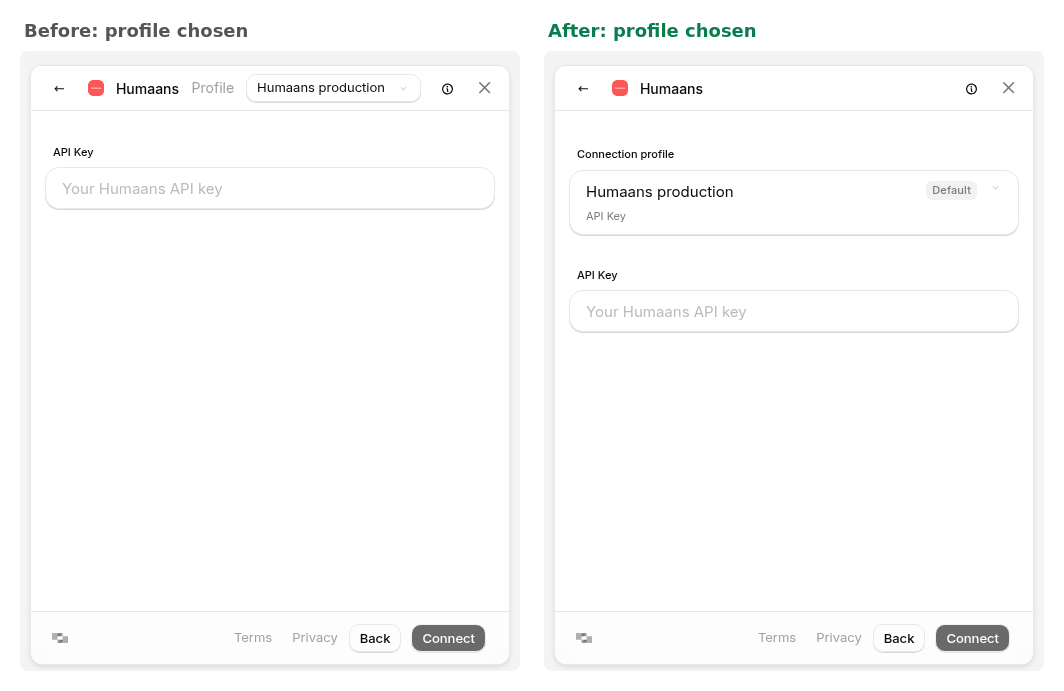 Before: profile chosen
Humaans Profile Humaans production
API Key
Your Humaans API key
Terms Privacy Back Connect
After: profile chosen
Humaans
Connection profile
Humaans production Default
API Key
API Key
Your Humaans API key
Terms Privacy Back Connect